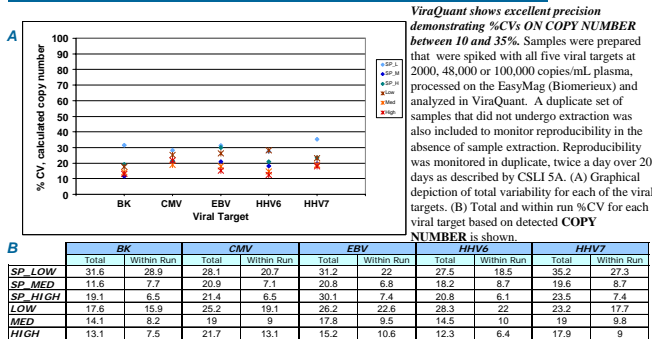 A
% CV, calculated copy number
100
90
80
70
60
50
40
30
20
10
0
BK CMV EBV HHV6 HHV7
Viral Target
SP_L
SP_M
SP_H
Low
Med
High
ViraQuant shows excellent precision
demonstrating %CVs ON COPY NUMBER
between 10 and 35%. Samples were prepared
that were spiked with all five viral targets at
2000, 48,000 or 100,000 copies/mL plasma,
processed on the EasyMag (Biomerieux) and
analyzed in ViraQuant. A duplicate set of
samples that did not undergo extraction was
also included to monitor reproducibility in the
absence of sample extraction. Reproducibility
was monitored in duplicate, twice a day over 20
days as described by CSLI 5A. (A) Graphical
depiction of total variability for each of the viral
targets. (B) Total and within run %CV for each
viral target based on detected COPY
NUMBER is shown.
B
BK CMV EBV HHV6 HHV7
Total Within Run Total Within Run Total Within Run Total Within Run Total Within Run
SP_LOW 31.6 28.9 28.1 20.7 31.2 22 27.5 18.5 35.2 27.3
SP_MED 11.6 7.7 20.9 7.1 20.8 6.8 18.2 8.7 19.6 8.7
SP_HIGH 19.1 6.5 21.4 6.5 30.1 7.4 20.8 6.1 23.5 7.4
LOW 17.6 15.9 25.2 19.1 26.2 22.6 28.3 22 23.2 17.7
MED 14.1 8.2 19 9 17.8 9.5 14.5 10 19 9.8
HIGH 13.1 7.5 21.7 13.1 15.2 10.6 12.3 6.4 17.9 9